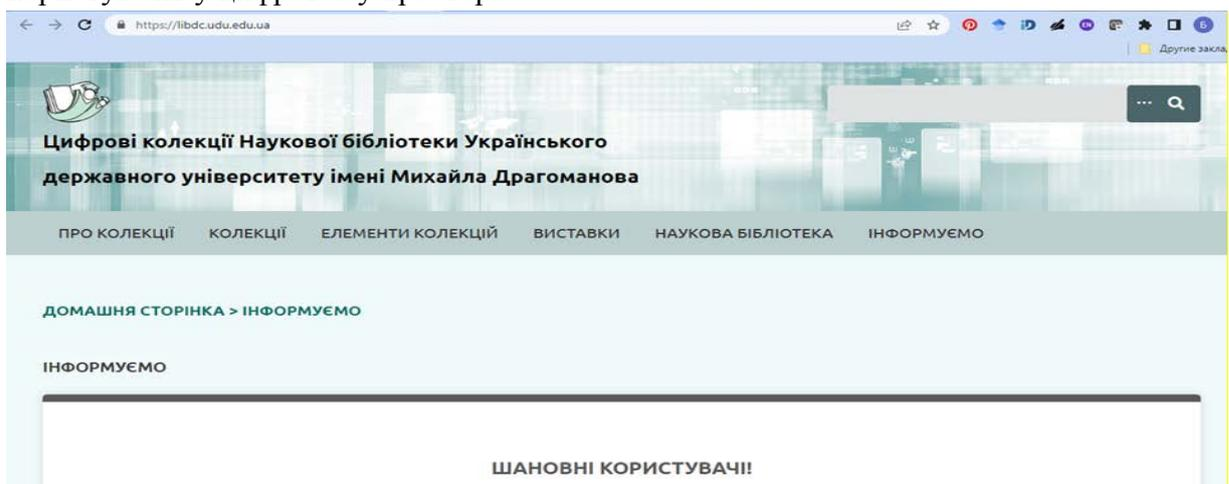 https://libdc.udu.edu.ua
Другие закла
Цифрові колекції Наукової бібліотеки Українського
державного університету імені Михайла Драгоманова
ПРО КОЛЕКЦІЇ КОЛЕКЦІЇ ЕЛЕМЕНТИ КОЛЕКЦІЙ ВИСТАВКИ НАУКОВА БІБЛІОТЕКА ІНФОРМУЄМО
ДОМАШНЯ СТОРІНКА > ІНФОРМУЄМО
ІНФОРМУЄМО
ШАНОВНІ КОРИСТУВАЧІ!